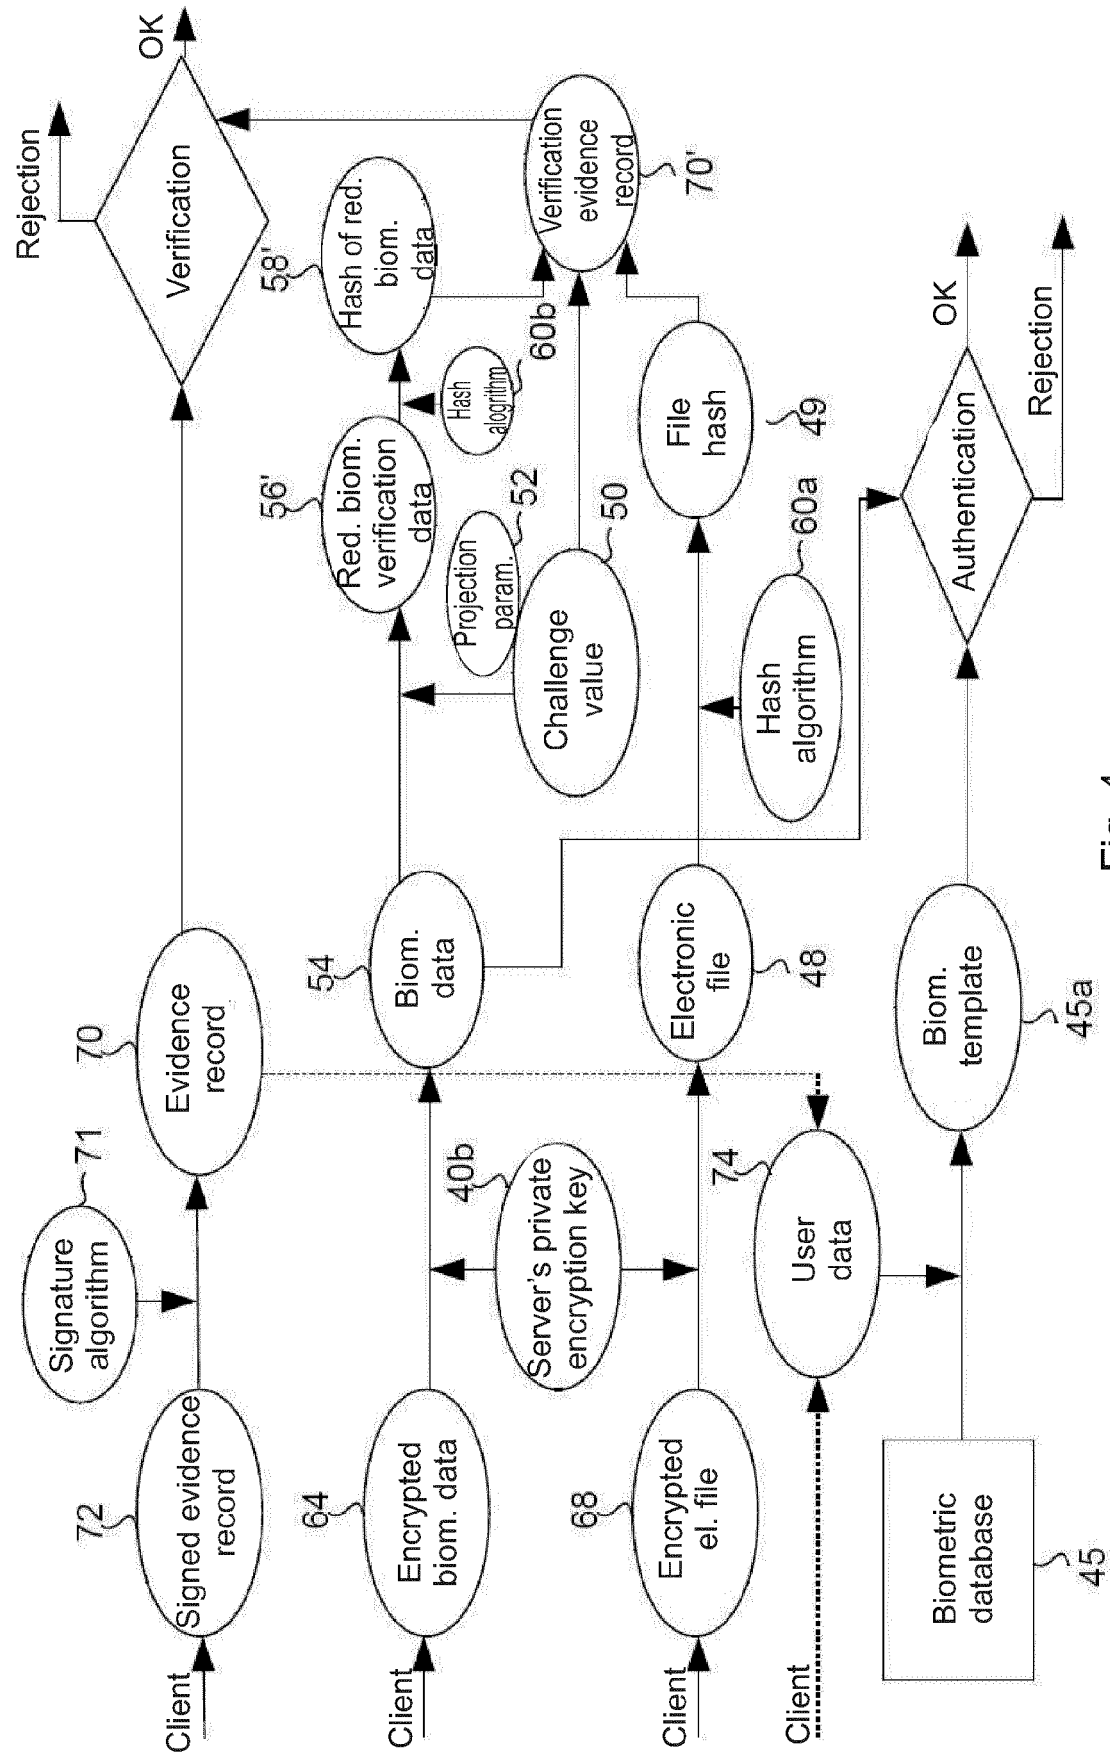 Client
Signed evidence
record
72
Signature
algorithm
71
Evidence
record
70
Verification
Rejection
OK
Client
Encrypted
biom. data
64
Biom.
data
54
Red. biom.
verification
data
56'
Hash of red.
biom.
data
58'
Hash
alogrithm
60b
Projection
param.
52
Challenge
value
50
Verification
evidence
record
70'
Server's private
encryption key
40b
Client
Encrypted
el. file
68
Electronic
file
48
File
hash
49
Hash
algorithm
60a
Client
User
data
74
Biometric
database
45
Biom.
template
45a
Authentication
OK
Rejection